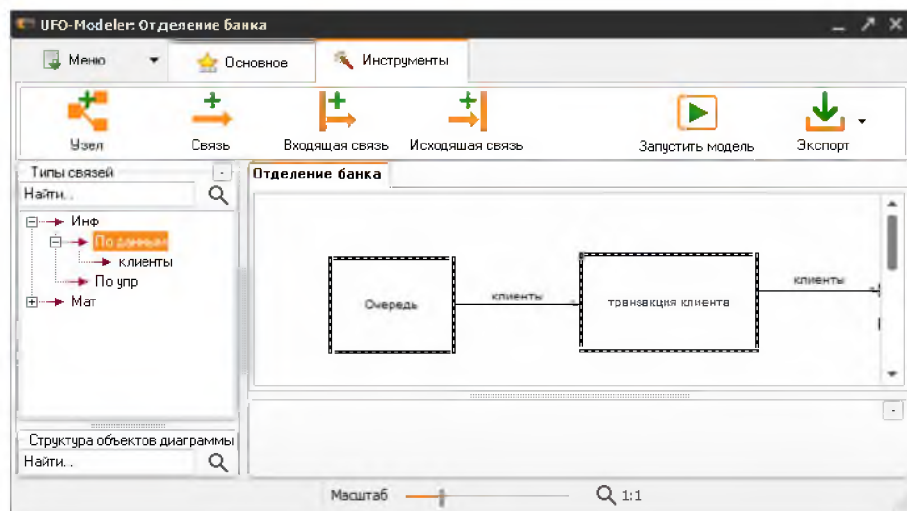 UFO-Modeler: Отделение банка
Меню
Основное
Инструменты
Узел
Связь
Входящая связь
Исходящая связь
Запустить модель
Экспорт
Типы связей
Найти...
Инф
По данным
клиенты
По упр
Мат
Структура объектов диаграммы
Найти...
Отделение банка
Очередь
клиенты
транзакция клиента
клиенты
Масштаб
1:1